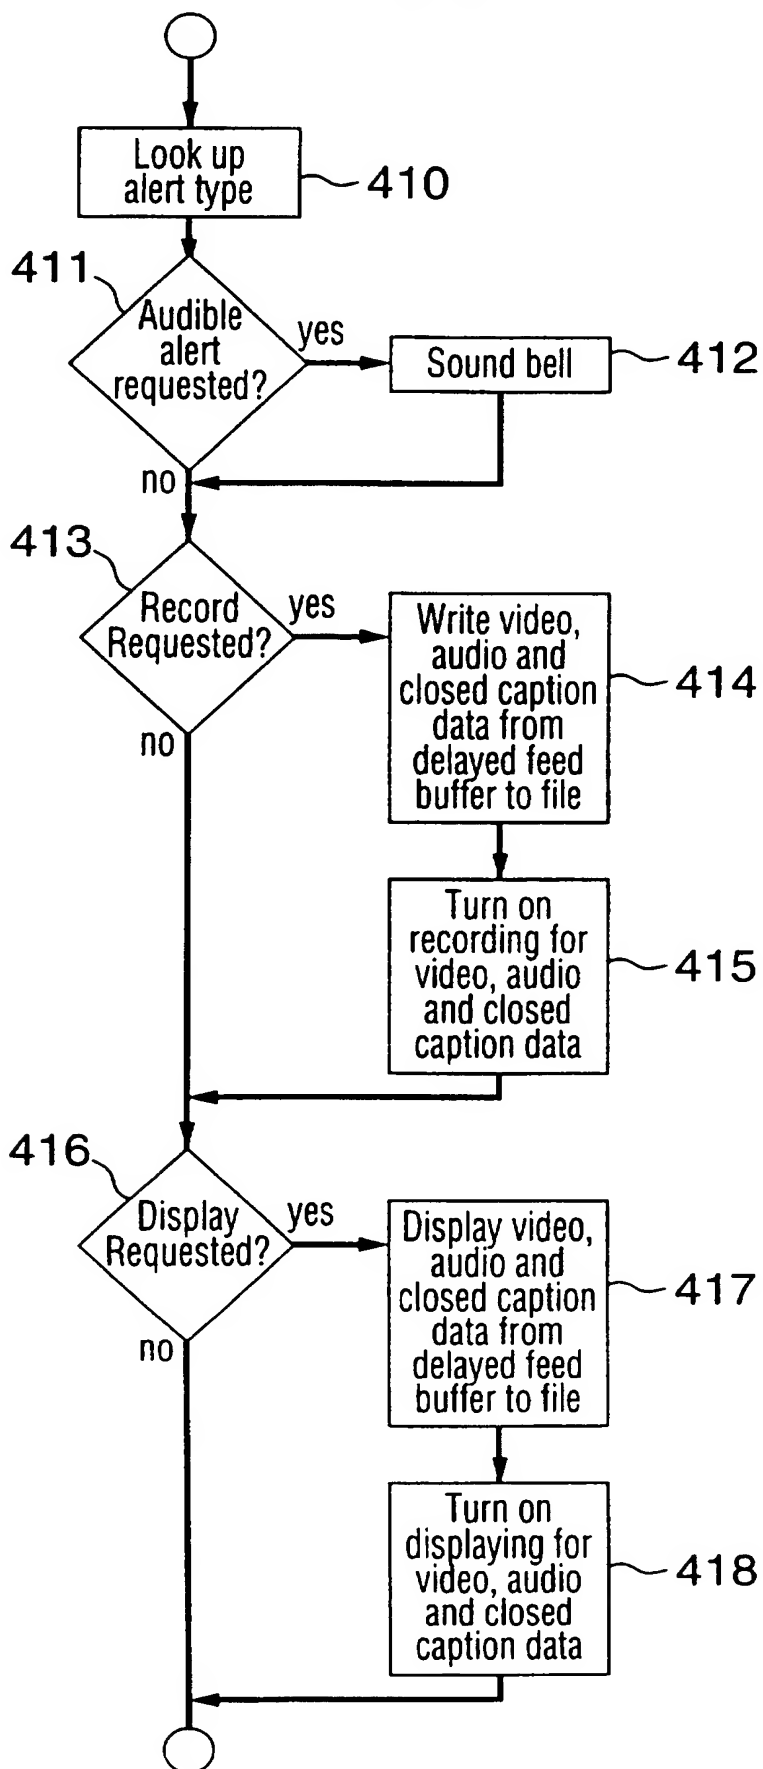 Look up
alert type
410
411
Audible
alert
requested?
yes
Sound bell
412
no
413
Record
Requested?
yes
Write video,
audio and
closed caption
data from
delayed feed
buffer to file
414
no
Turn on
recording for
video, audio
and closed
caption data
415
416
Display
Requested?
yes
Display video,
audio and
closed caption
data from
delayed feed
buffer to file
417
no
Turn on
displaying for
video, audio
and closed
caption data
418